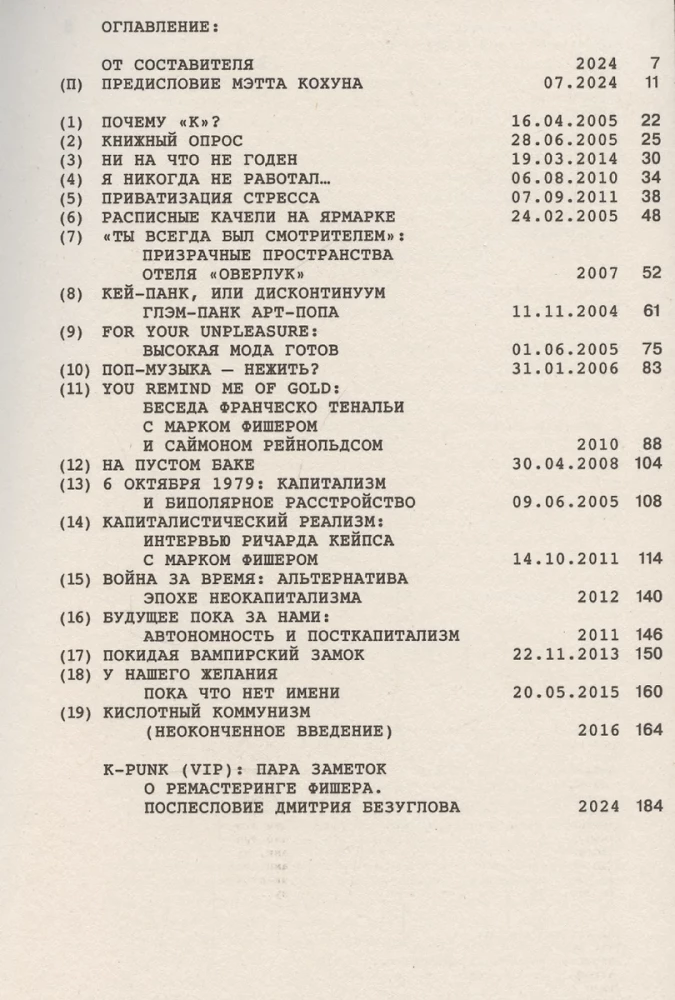 ОГЛАВЛЕНИЕ:
ОТ СОСТАВИТЕЛЯ 2024 7
(П) ПРЕДИСЛОВИЕ МЭТТА КОХУНА 07.2024 11
(1) ПОЧЕМУ «К»? 16.04.2005 22
(2) КНИЖНЫЙ ОПРОС 28.06.2005 25
(3) НИ НА ЧТО НЕ ГОДЕН 19.03.2014 30
(4) Я НИКОГДА НЕ РАБОТАЛ… 06.08.2010 34
(5) ПРИВАТИЗАЦИЯ СТРЕССА 07.09.2011 38
(6) РАСПИСНЫЕ КАЧЕЛИ НА ЯРМАРКЕ 24.02.2005 48
(7) «ТЫ ВСЕГДА БЫЛ СМОТРИТЕЛЕМ»:
ПРИЗРАЧНЫЕ ПРОСТРАНСТВА
ОТЕЛЯ «ОВЕРЛУК» 2007 52
(8) КЕЙ-ПАНК, ИЛИ ДИСКОНТИНУУМ
ГЛЭМ-ПАНК АРТ-ПОПА 11.11.2004 61
(9) FOR YOUR UNPLEASURE:
ВЫСОКАЯ МОДА ГОТОВ 01.06.2005 75
(10) ПОП-МУЗЫКА — НЕЖИТЬ? 31.01.2006 83
(11) YOU REMIND ME OF GOLD:
БЕСЕДА ФРАНЧЕСКО ТЕНАЛЬИ
С МАРКОМ ФИШЕРОМ
И САЙМОНОМ РЕЙНОЛЬДСОМ 2010 88
(12) НА ПУСТОМ БАКЕ 30.04.2008 104
(13) 6 ОКТЯБРЯ 1979: КАПИТАЛИЗМ
И БИПОЛЯРНОЕ РАССТРОЙСТВО 09.06.2005 108
(14) КАПИТАЛИСТИЧЕСКИЙ РЕАЛИЗМ:
ИНТЕРВЬЮ РИЧАРДА КЕЙПСА
С МАРКОМ ФИШЕРОМ 14.10.2011 114
(15) ВОЙНА ЗА ВРЕМЯ: АЛЬТЕРНАТИВА
ЭПОХЕ НЕОКАПИТАЛИЗМА 2012 140
(16) БУДУЩЕЕ ПОКА ЗА НАМИ:
АВТОНОМНОСТЬ И ПОСТКАПИТАЛИЗМ 2011 146
(17) ПОКИДАЯ ВАМПИРСКИЙ ЗАМОК 22.11.2013 150
(18) У НАШЕГО ЖЕЛАНИЯ
ПОКА ЧТО НЕТ ИМЕНИ 20.05.2015 160
(19) КИСЛОТНЫЙ КОММУНИЗМ
(НЕОКОНЧЕННОЕ ВВЕДЕНИЕ) 2016 164
K-PUNK (VIP): ПАРА ЗАМЕТОК
О РЕМАСТЕРИНГЕ ФИШЕРА.
ПОСЛЕСЛОВИЕ ДМИТРИЯ БЕЗУГЛОВА 2024 184